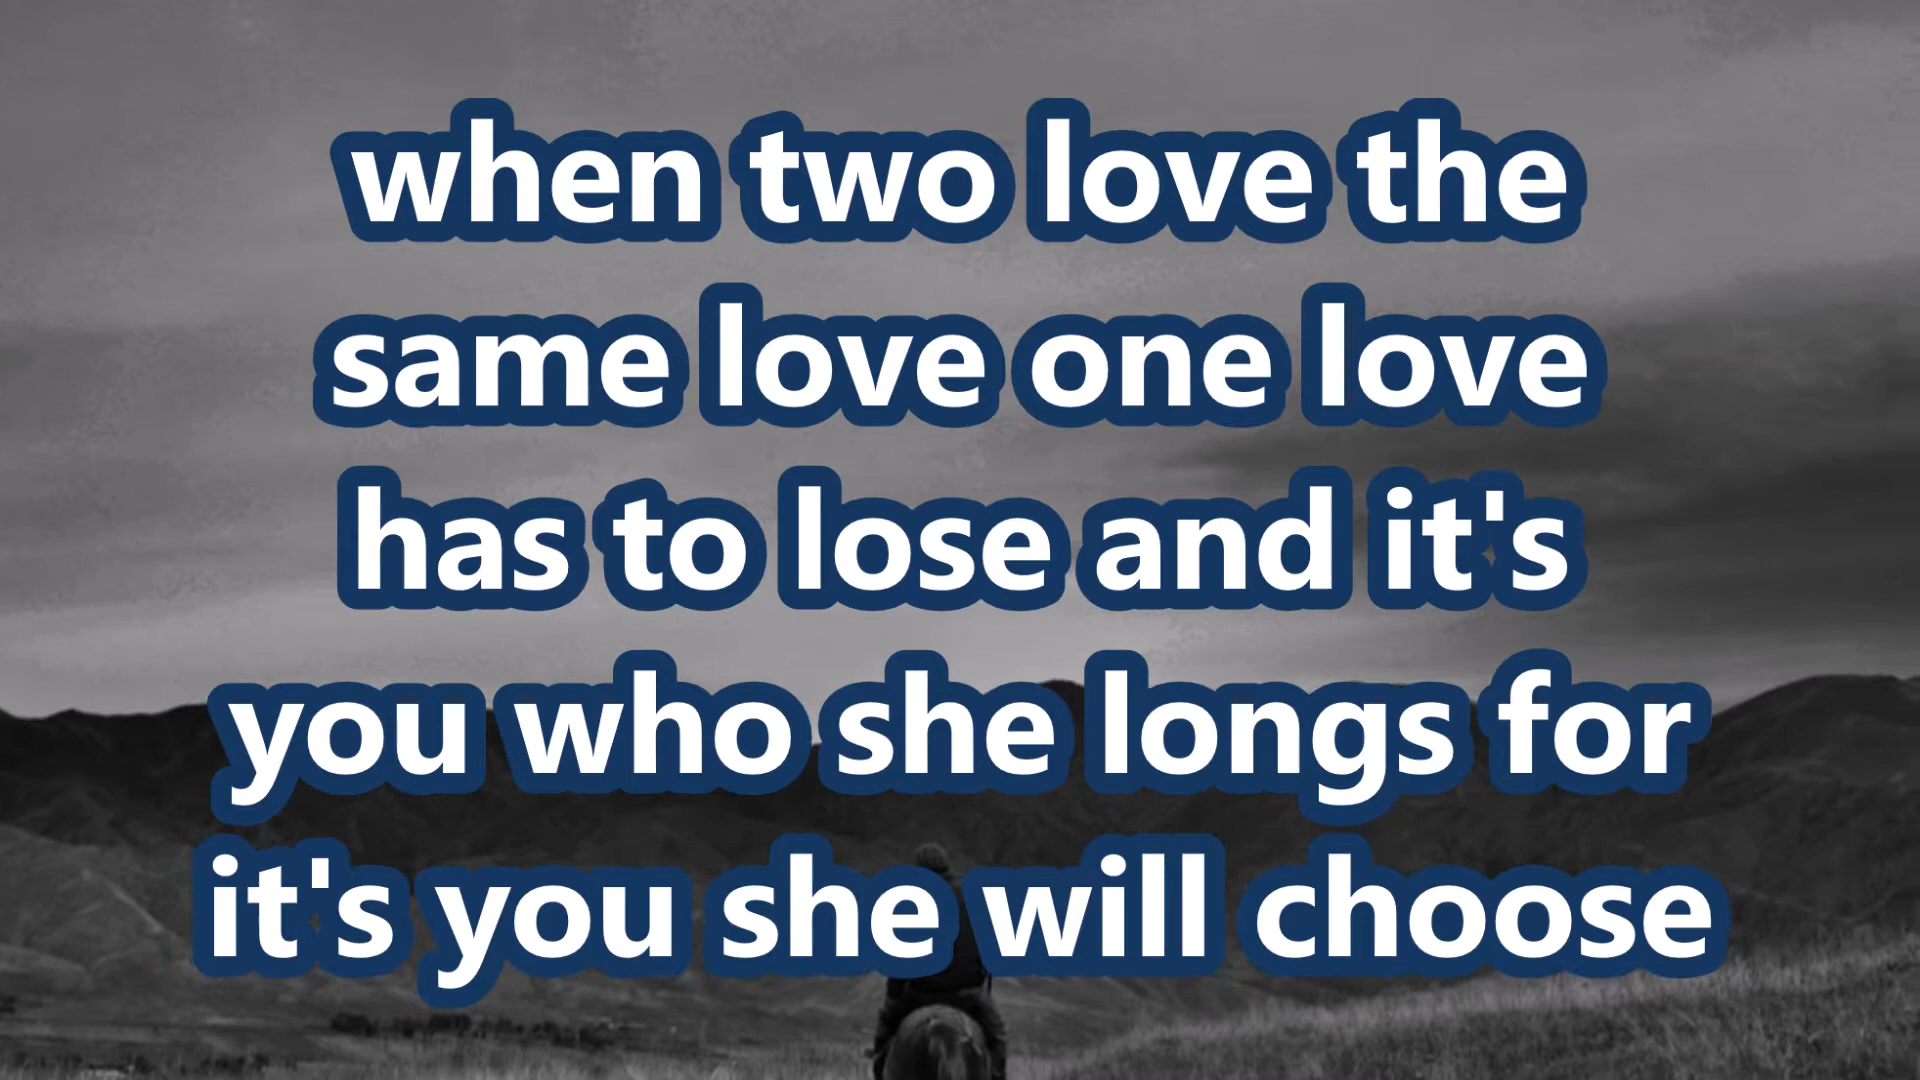 when two love the
same love one love
has to lose and it's
you who she longs for
it's you she will choose